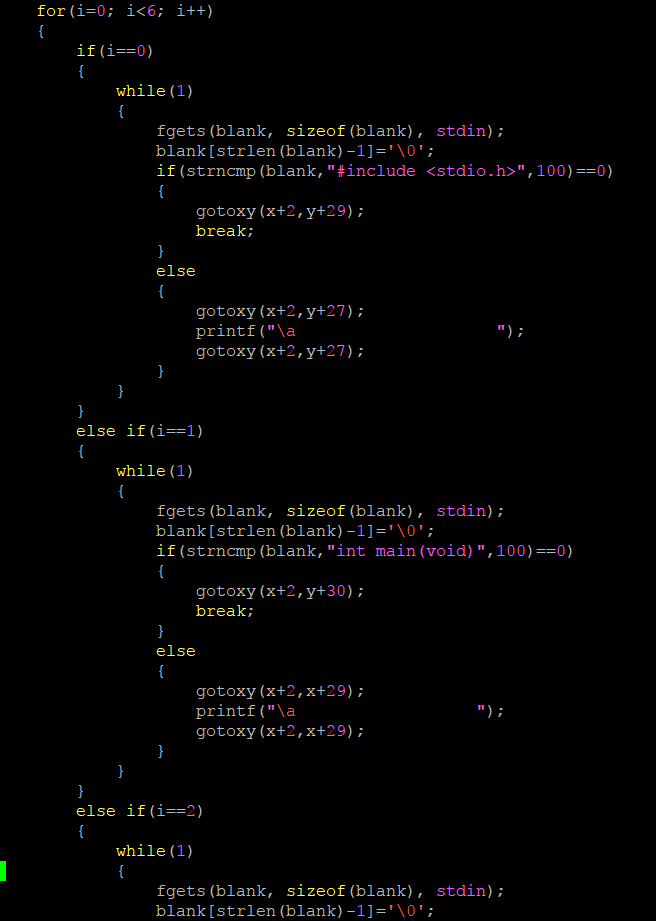 for(i=0; i<6; i++)
{
    if(i==0)
    {
        while(1)
        {
            fgets(blank, sizeof(blank), stdin);
            blank[strlen(blank)-1]='\0';
            if(strncmp(blank,"#include <stdio.h>",100)==0)
            {
                gotoxy(x+2,y+29);
                break;
            }
            else
            {
                gotoxy(x+2,y+27);
                printf("\a                    ");
                gotoxy(x+2,y+27);
            }
        }
    }
    else if(i==1)
    {
        while(1)
        {
            fgets(blank, sizeof(blank), stdin);
            blank[strlen(blank)-1]='\0';
            if(strncmp(blank,"int main(void)",100)==0)
            {
                gotoxy(x+2,y+30);
                break;
            }
            else
            {
                gotoxy(x+2,x+29);
                printf("\a                  ");
                gotoxy(x+2,x+29);
            }
        }
    }
    else if(i==2)
    {
        while(1)
        {
            fgets(blank, sizeof(blank), stdin);
            blank[strlen(blank)-1]='\0';